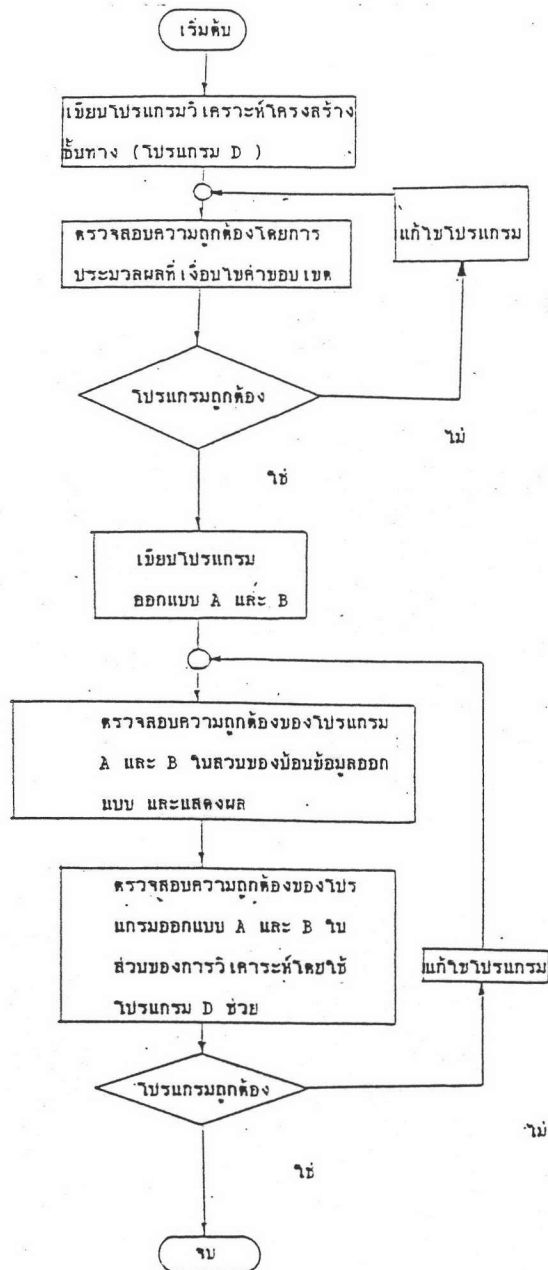 เริ่มต้น
เขียนโปรแกรมวิเคราะห์โครงสร้าง
ชั้นทาง (โปรแกรม D )
ตรวจสอบความถูกต้องโดยการ
ประมวลผลที่เงื่อนไขค่าขอบเขต
แก้ไขโปรแกรม
โปรแกรมถูกต้อง
ไม่
ใช่
เขียนโปรแกรม
ออกแบบ A และ B
ตรวจสอบความถูกต้องของโปรแกรม
A และ B ในส่วนของป้อนข้อมูลออก
แบบ และแสดงผล
ตรวจสอบความถูกต้องของโปร
แกรมออกแบบ A และ B ใน
ส่วนของการวิเคาระห์โดยใช้
โปรแกรม D ช่วย
แก้ไขโปรแกรม
โปรแกรมถูกต้อง
ไม่
ใช่
จบ